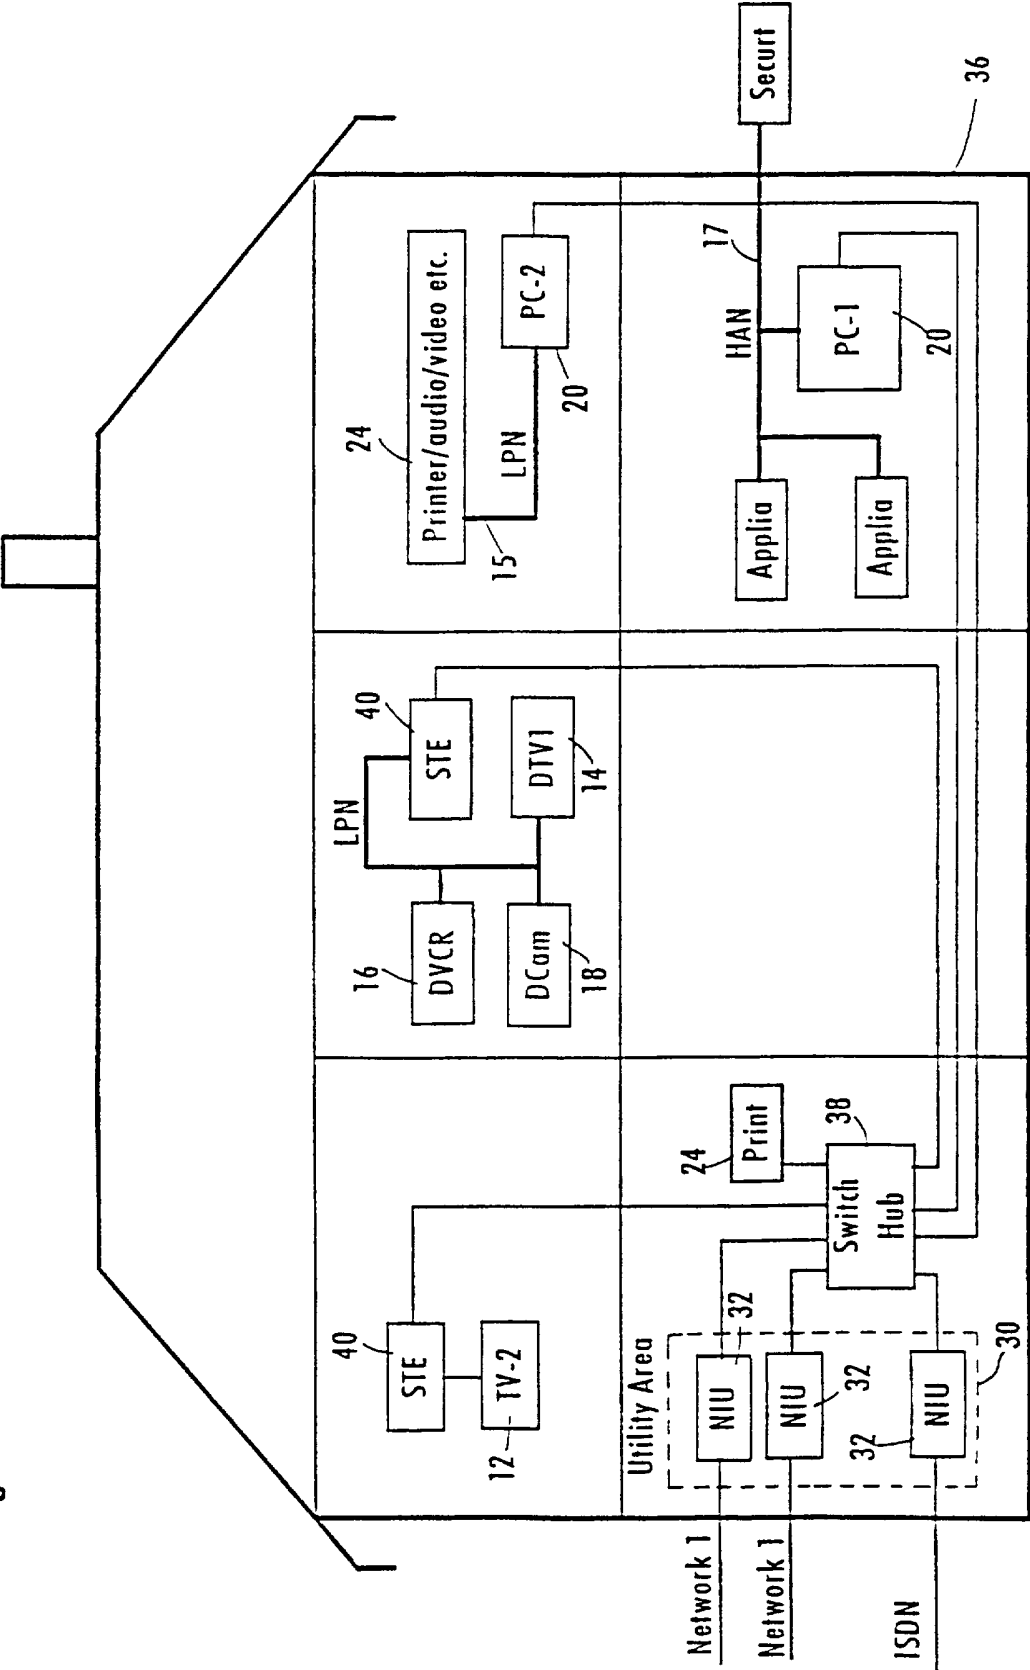 24
Printer/audio/video etc.
15
LPN
PC-2
20
17
Securt
36
HAN
PC-1
20
Applia
Applia
LPN
40
STE
16
DVCR
DTV1
14
DCam
18
40
STE
12
TV-2
24
Print
38
Switch
Hub
Utility Area
NIU
32
NIU
32
NIU
32
30
Network 1
Network 1
ISDN